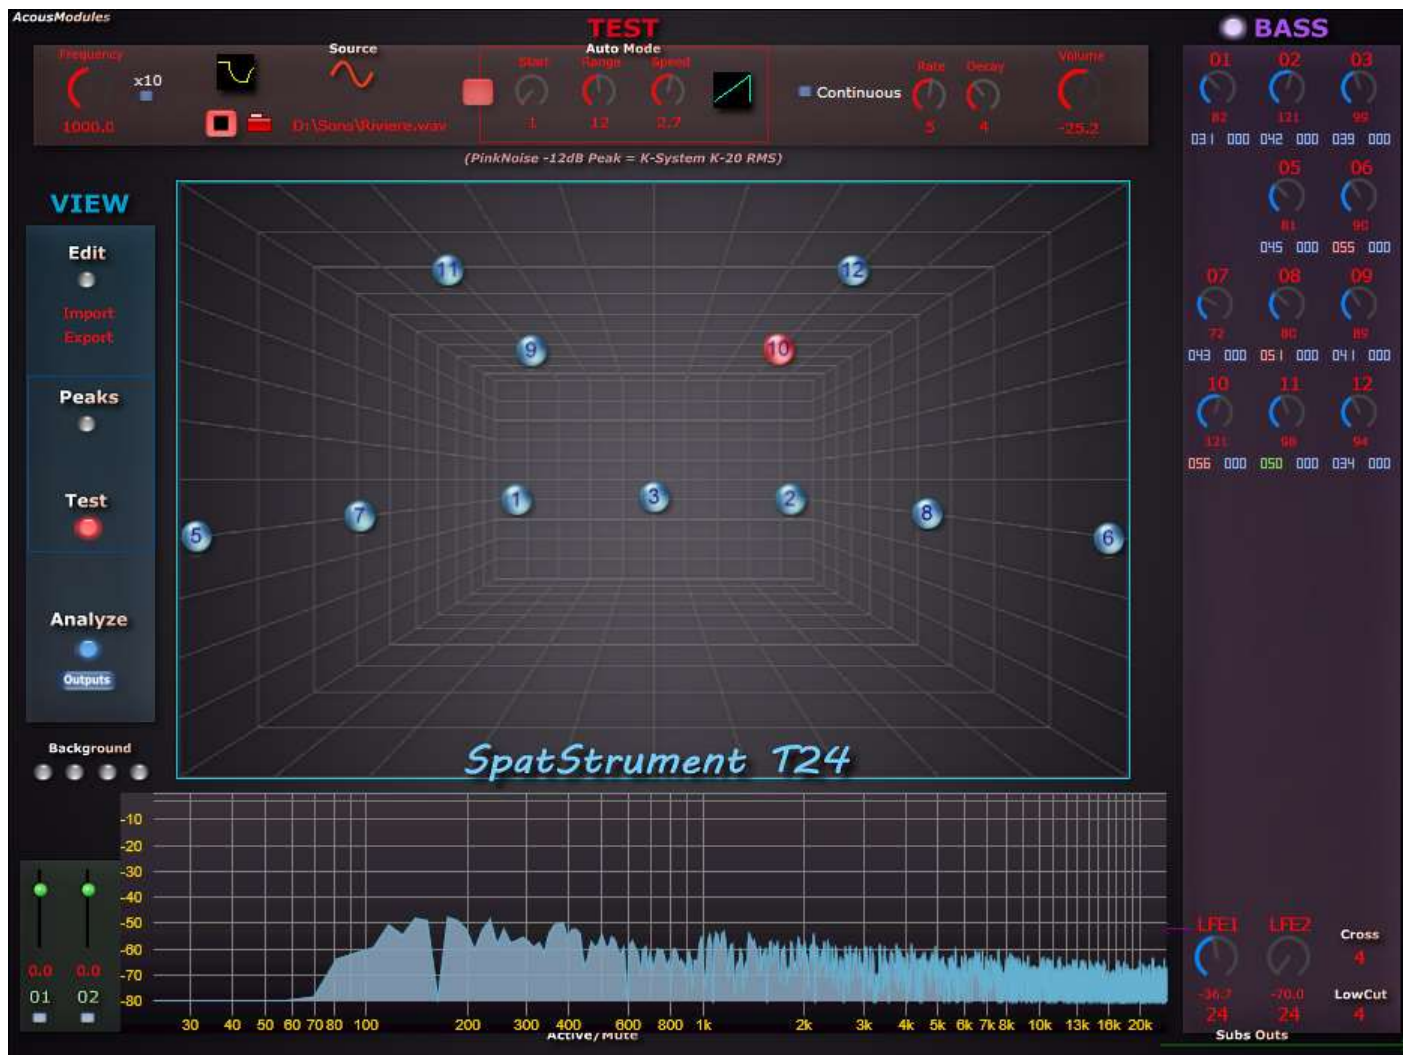 AcousModules
TEST
BASS
Frequency
x10
1000.0
Source
D:\Sons\Riviere.wav
Auto Mode
Start Range Speed
1 12 2.7
Continuous
Rate Decay
5 4
Volume
-25.2
(PinkNoise -12dB Peak = K-System K-20 RMS)
VIEW
Edit
Import
Export
Peaks
Test
Analyze
Outputs
Background
11 12
9 10
1 3 2
7 8
5 6
SpatStrument T24
01 02 03
82 121 99
031 000 042 000 039 000
05 06
81 90
045 000 055 000
07 08 09
72 80 89
043 000 051 000 041 000
10 11 12
121 98 94
056 000 050 000 034 000
-10
-20
-30
-40
-50
-60
-70
-80
30 40 50 60 70 80 100 200 300 400 600 800 1k 2k 3k 4k 5k 6k 7k 8k 10k 13k 16k 20k
Active/Mute
0.0 0.0
01 02
LFE1 LFE2 Cross
4
-36.7 -70.0 LowCut
24 24 4
Subs Outs